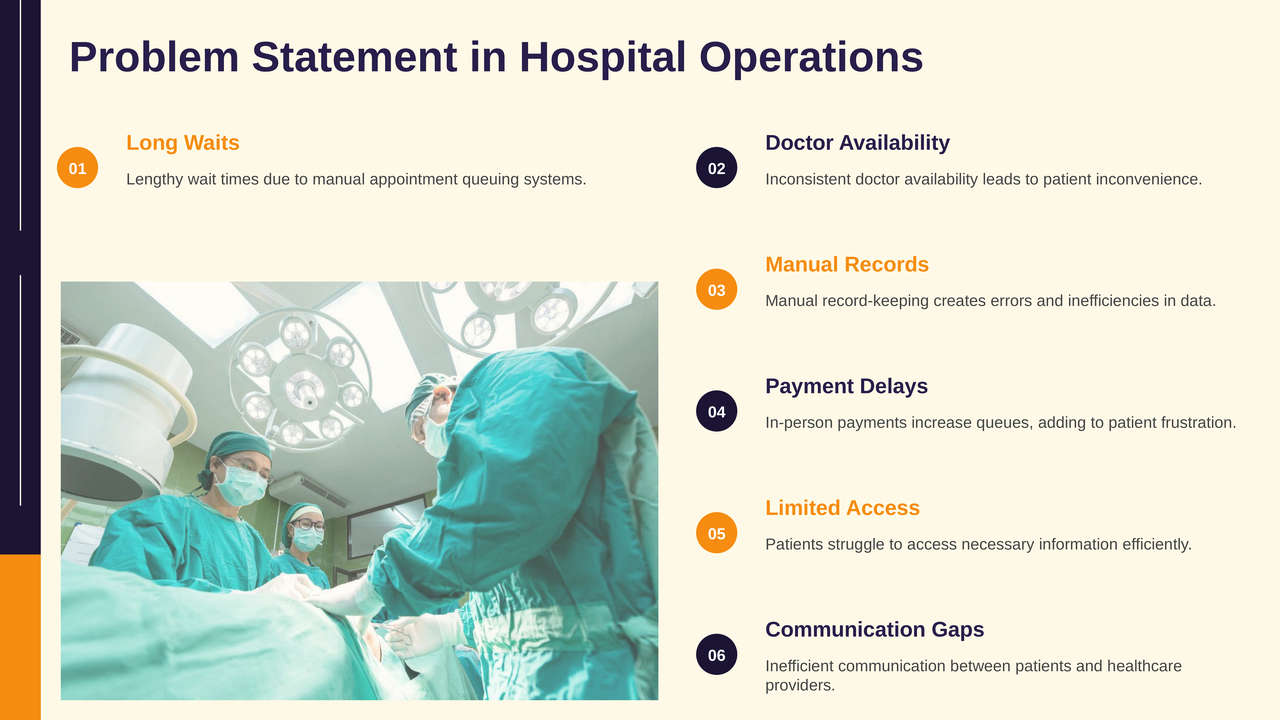 Problem Statement in Hospital Operations
01
Long Waits
Lengthy wait times due to manual appointment queuing systems.
02
Doctor Availability
Inconsistent doctor availability leads to patient inconvenience.
03
Manual Records
Manual record-keeping creates errors and inefficiencies in data.
04
Payment Delays
In-person payments increase queues, adding to patient frustration.
05
Limited Access
Patients struggle to access necessary information efficiently.
06
Communication Gaps
Inefficient communication between patients and healthcare
providers.